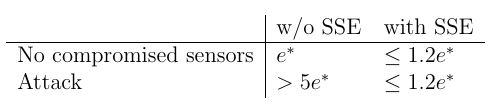 w/o SSE with SSE
No compromised sensors e* ≤ 1.2e*
Attack > 5e* ≤ 1.2e*